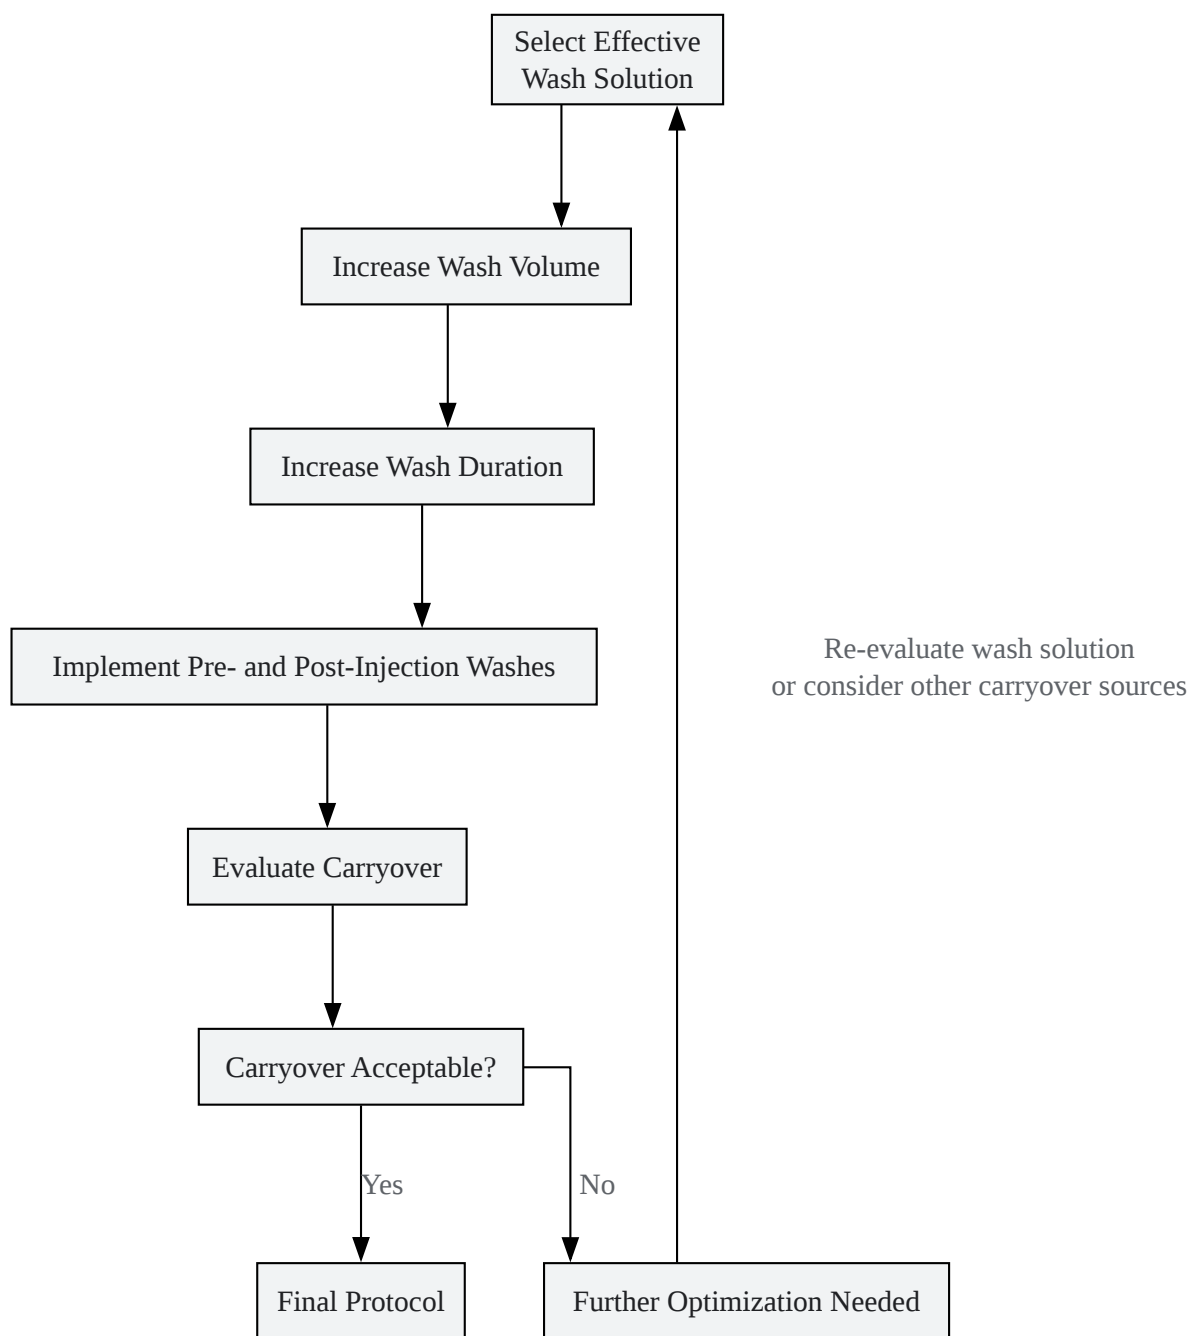 Select Effective
Wash Solution
Increase Wash Volume
Increase Wash Duration
Implement Pre- and Post-Injection Washes
Re-evaluate wash solution
or consider other carryover sources
Evaluate Carryover
Carryover Acceptable?
Yes
No
Final Protocol
Further Optimization Needed